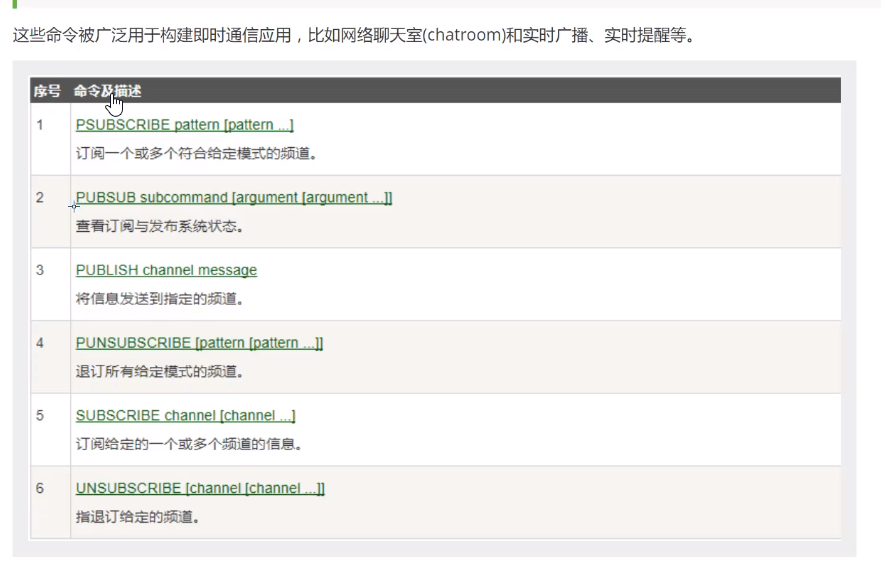 这些命令被广泛用于构建即时通信应用，比如网络聊天室(chatroom)和实时广播、实时提醒等。
序号 命令及描述
1 PSUBSCRIBE pattern [pattern ...]
订阅一个或多个符合给定模式的频道。
2 PUBSUB subcommand [argument [argument ...]]
查看订阅与发布系统状态。
3 PUBLISH channel message
将信息发送到指定的频道。
4 PUNSUBSCRIBE [pattern [pattern ...]]
退订所有给定模式的频道。
5 SUBSCRIBE channel [channel ...]
订阅给定的一个或多个频道的信息。
6 UNSUBSCRIBE [channel [channel ...]]
指退订给定的频道。